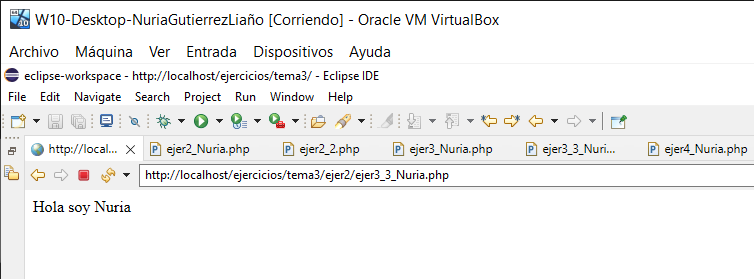 W10-Desktop-NuriaGutierrezLiaño [Corriendo] - Oracle VM VirtualBox
Archivo Máquina Ver Entrada Dispositivos Ayuda
eclipse-workspace - http://localhost/ejercicios/tema3/ - Eclipse IDE
File Edit Navigate Search Project Run Window Help
http://local... ejer2_Nuria.php ejer2_2.php ejer3_Nuria.php ejer3_3_Nuri... ejer4_Nuria.php
http://localhost/ejercicios/tema3/ejer2/ejer3_3_Nuria.php
Hola soy Nuria